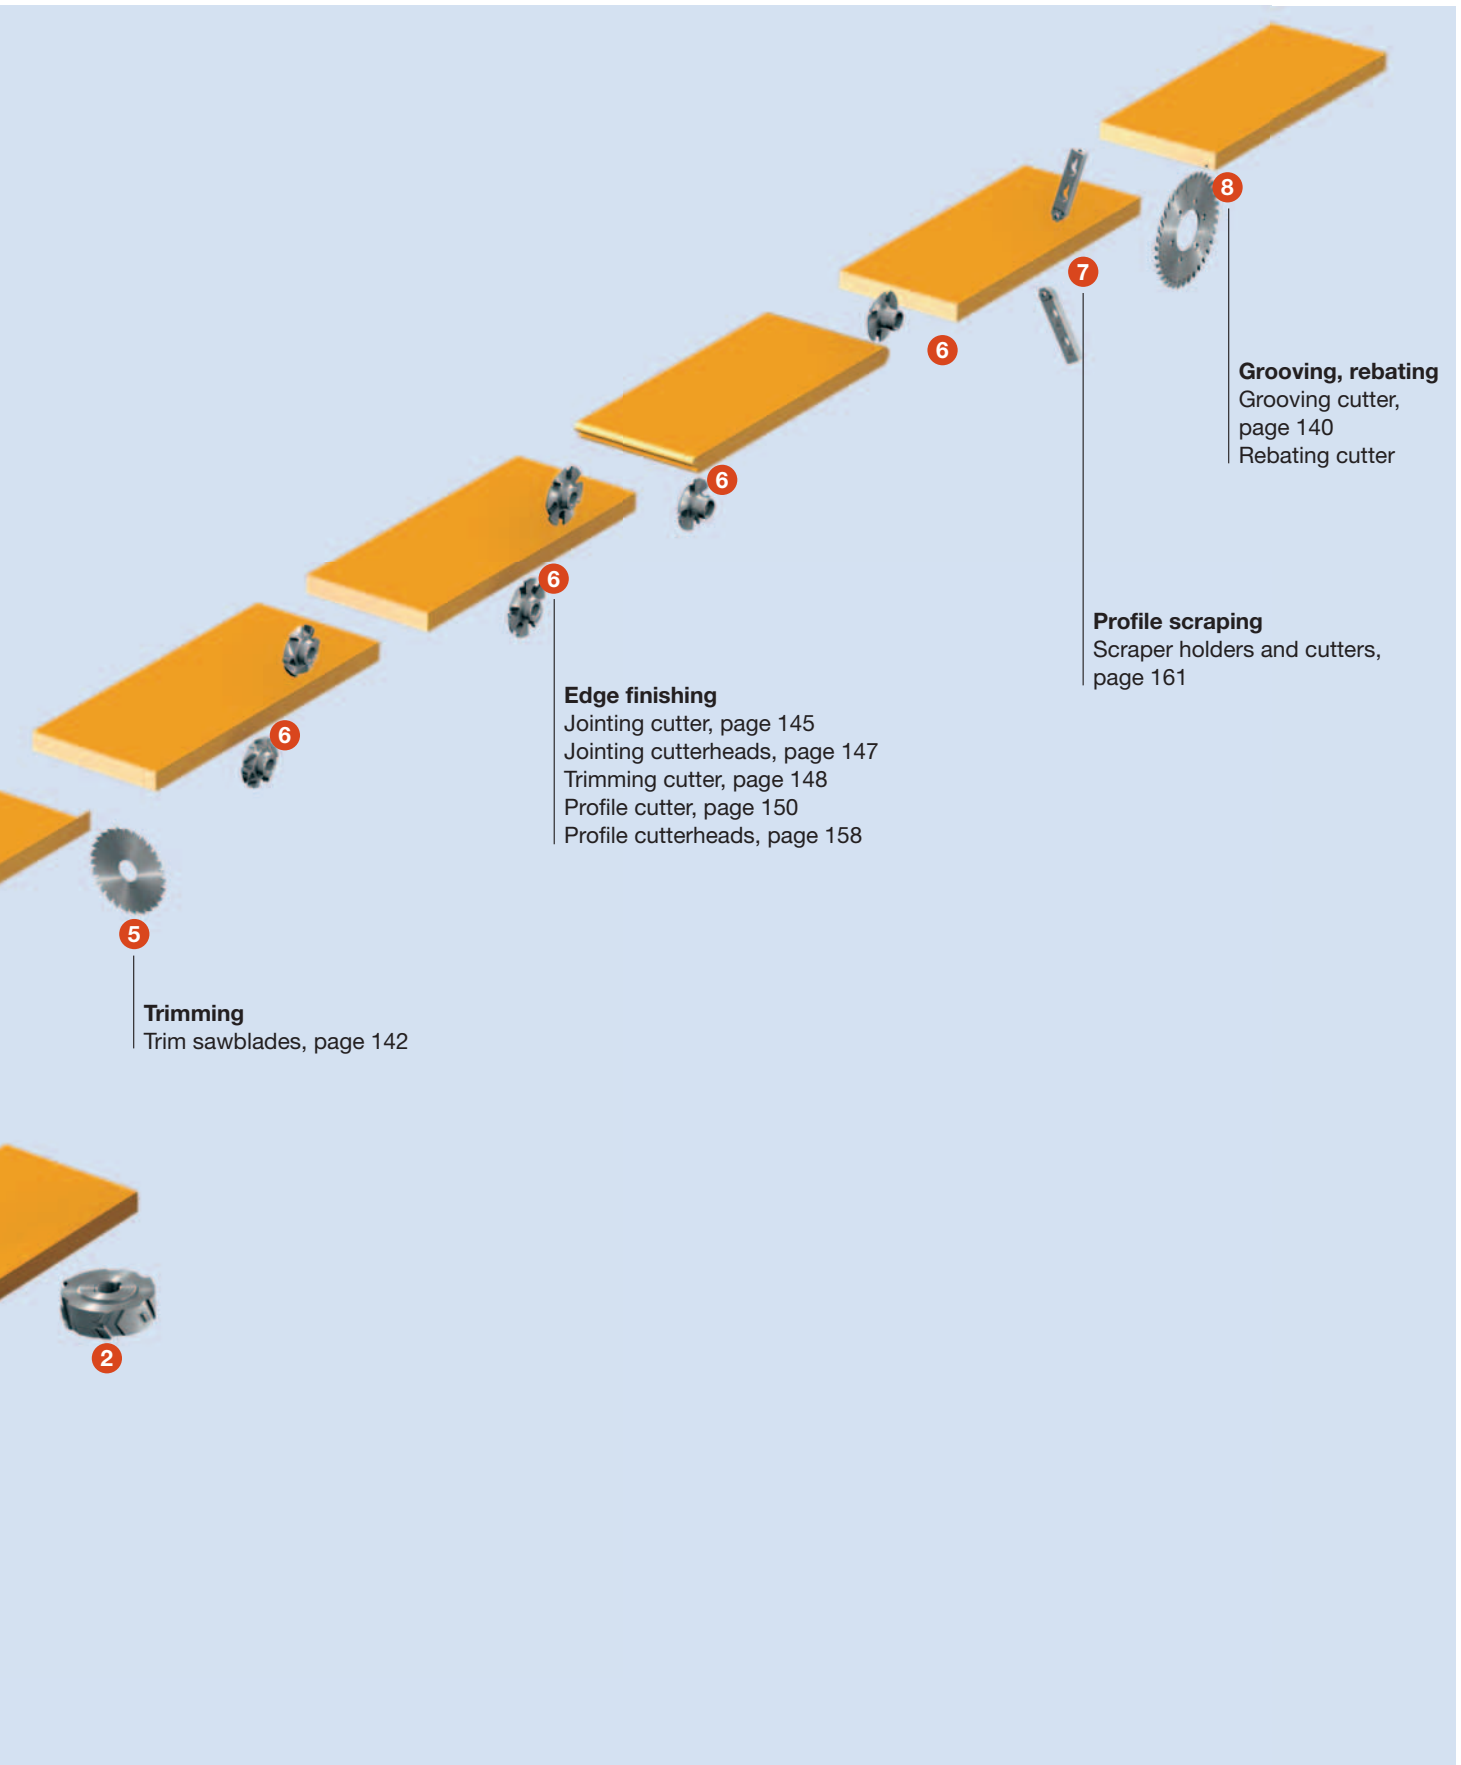 8
7
6
Grooving, rebating
Grooving cutter,
page 140
Rebating cutter
6
6
Profile scraping
Scraper holders and cutters,
page 161
Edge finishing
Jointing cutter, page 145
Jointing cutterheads, page 147
Trimming cutter, page 148
Profile cutter, page 150
Profile cutterheads, page 158
6
5
Trimming
Trim sawblades, page 142
2